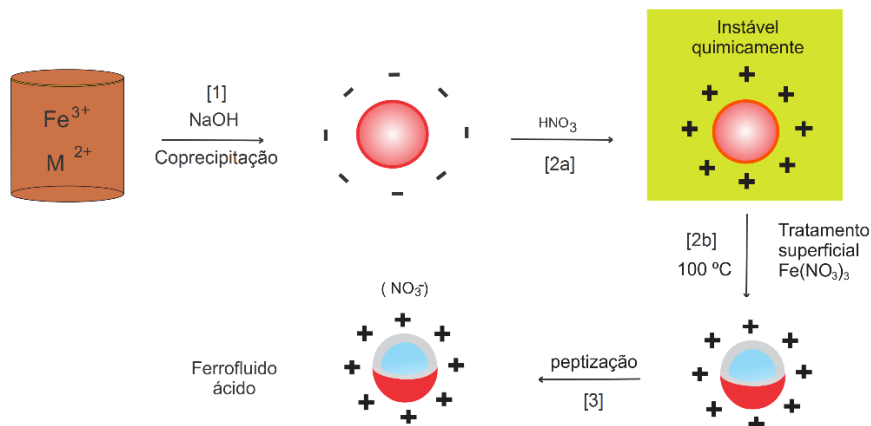 Fe3+
M 2+
[1]
NaOH
Coprecipitação
HNO3
[2a]
Instável
quimicamente
[2b]
100 ºC
Tratamento
superficial
Fe(NO3)3
peptização
[3]
( NO3-)
Ferrofluido
ácido